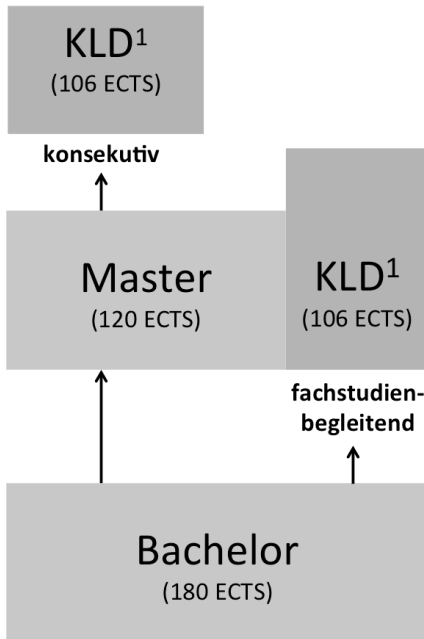 KLD¹
(106 ECTS)
konsekutiv
Master
(120 ECTS)
KLD¹
(106 ECTS)
fachstudien-
begleitend
Bachelor
(180 ECTS)